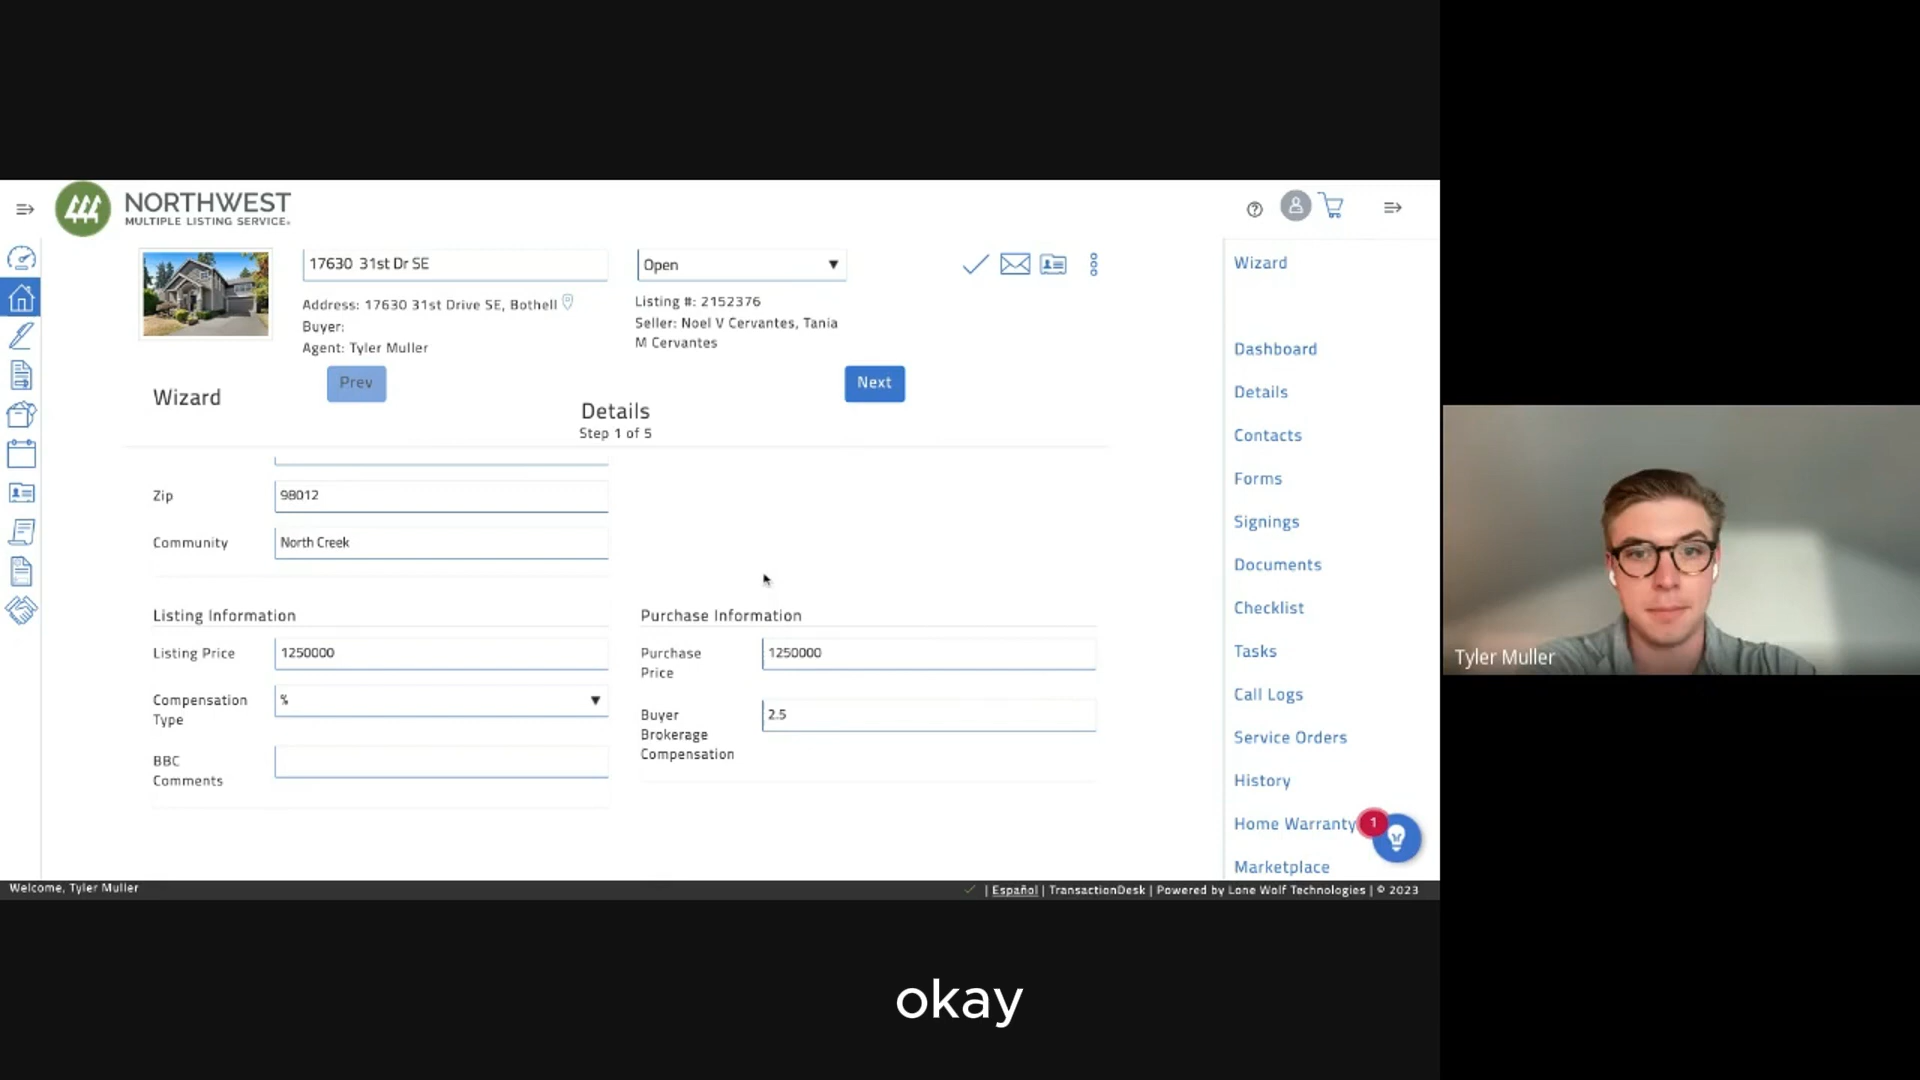 NORTHWEST
MULTIPLE LISTING SERVICE®
17630 31st Dr SE
Open
Address: 17630 31st Drive SE, Bothell
Buyer:
Agent: Tyler Muller
Listing #: 2152376
Seller: Noel V Cervantes, Tania
M Cervantes
Wizard
Prev
Next
Details
Step 1 of 5
Zip
98012
Community
North Creek
Listing Information
Listing Price
1250000
Compensation
Type
%
BBC
Comments
Purchase Information
Purchase
Price
1250000
Buyer
Brokerage
Compensation
2.5
Wizard
Dashboard
Details
Contacts
Forms
Signings
Documents
Checklist
Tasks
Call Logs
Service Orders
History
Home Warranty
1
Marketplace
Welcome, Tyler Muller
| Español | TransactionDesk | Powered by Lone Wolf Technologies | © 2023
Tyler Muller
okay